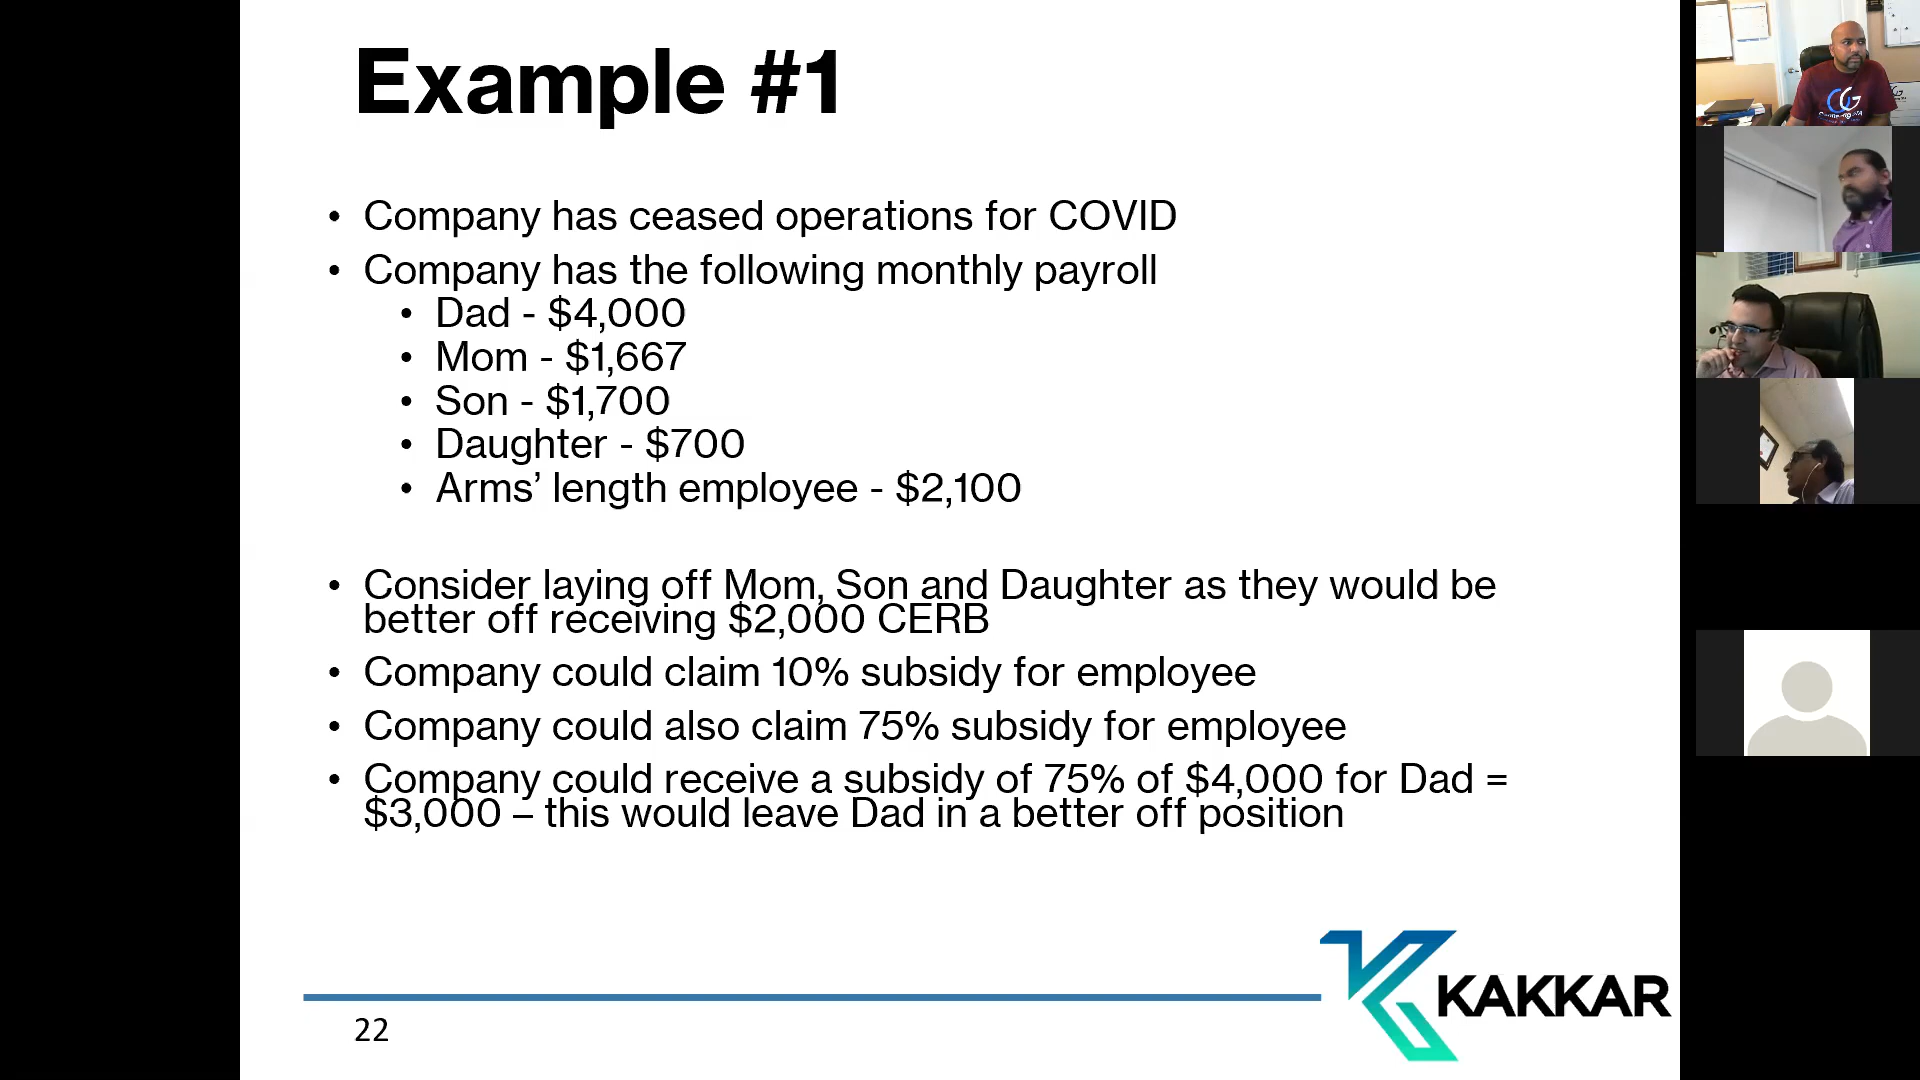 Example #1
• Company has ceased operations for COVID
• Company has the following monthly payroll
• Dad - $4,000
• Mom - $1,667
• Son - $1,700
• Daughter - $700
• Arms’ length employee - $2,100
• Consider laying off Mom, Son and Daughter as they would be
better off receiving $2,000 CERB
• Company could claim 10% subsidy for employee
• Company could also claim 75% subsidy for employee
• Company could receive a subsidy of 75% of $4,000 for Dad =
$3,000 – this would leave Dad in a better off position
KAKKAR
22